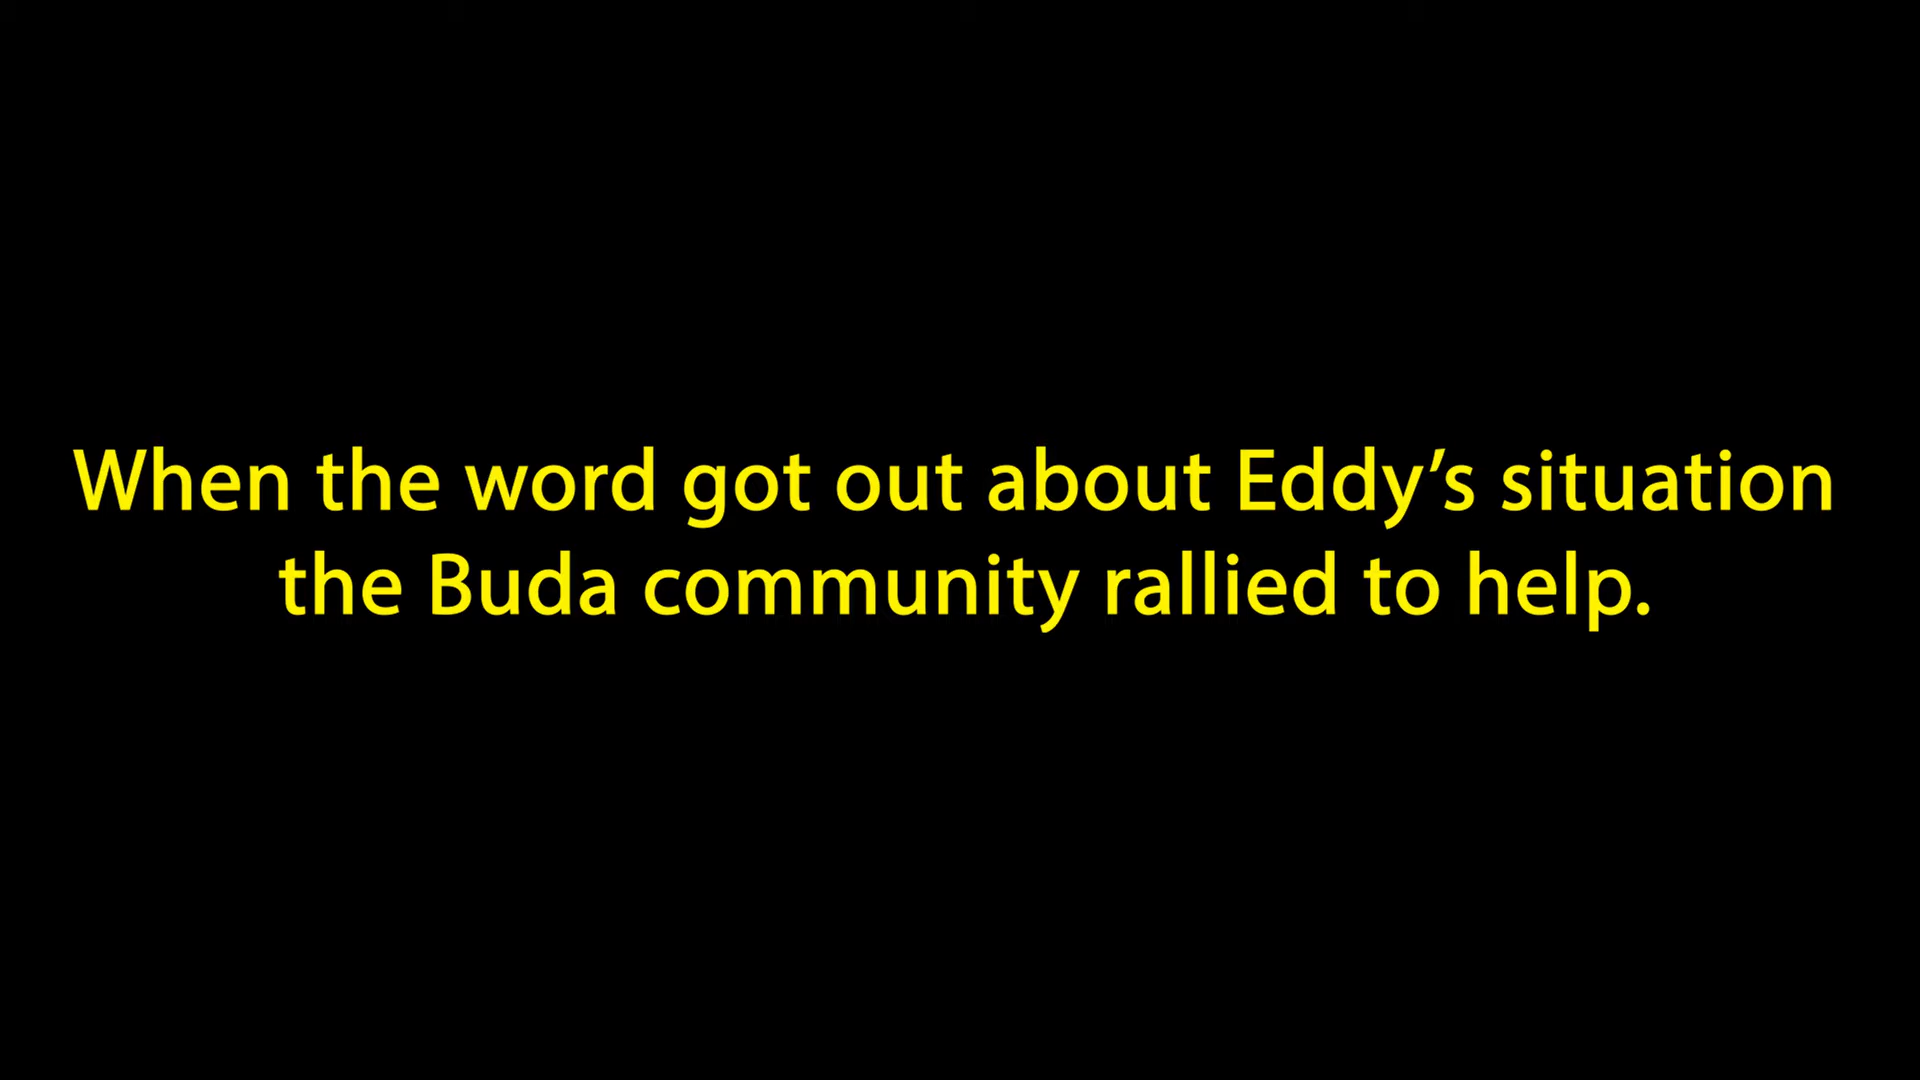 When the word got out about Eddy’s situation
the Buda community rallied to help.